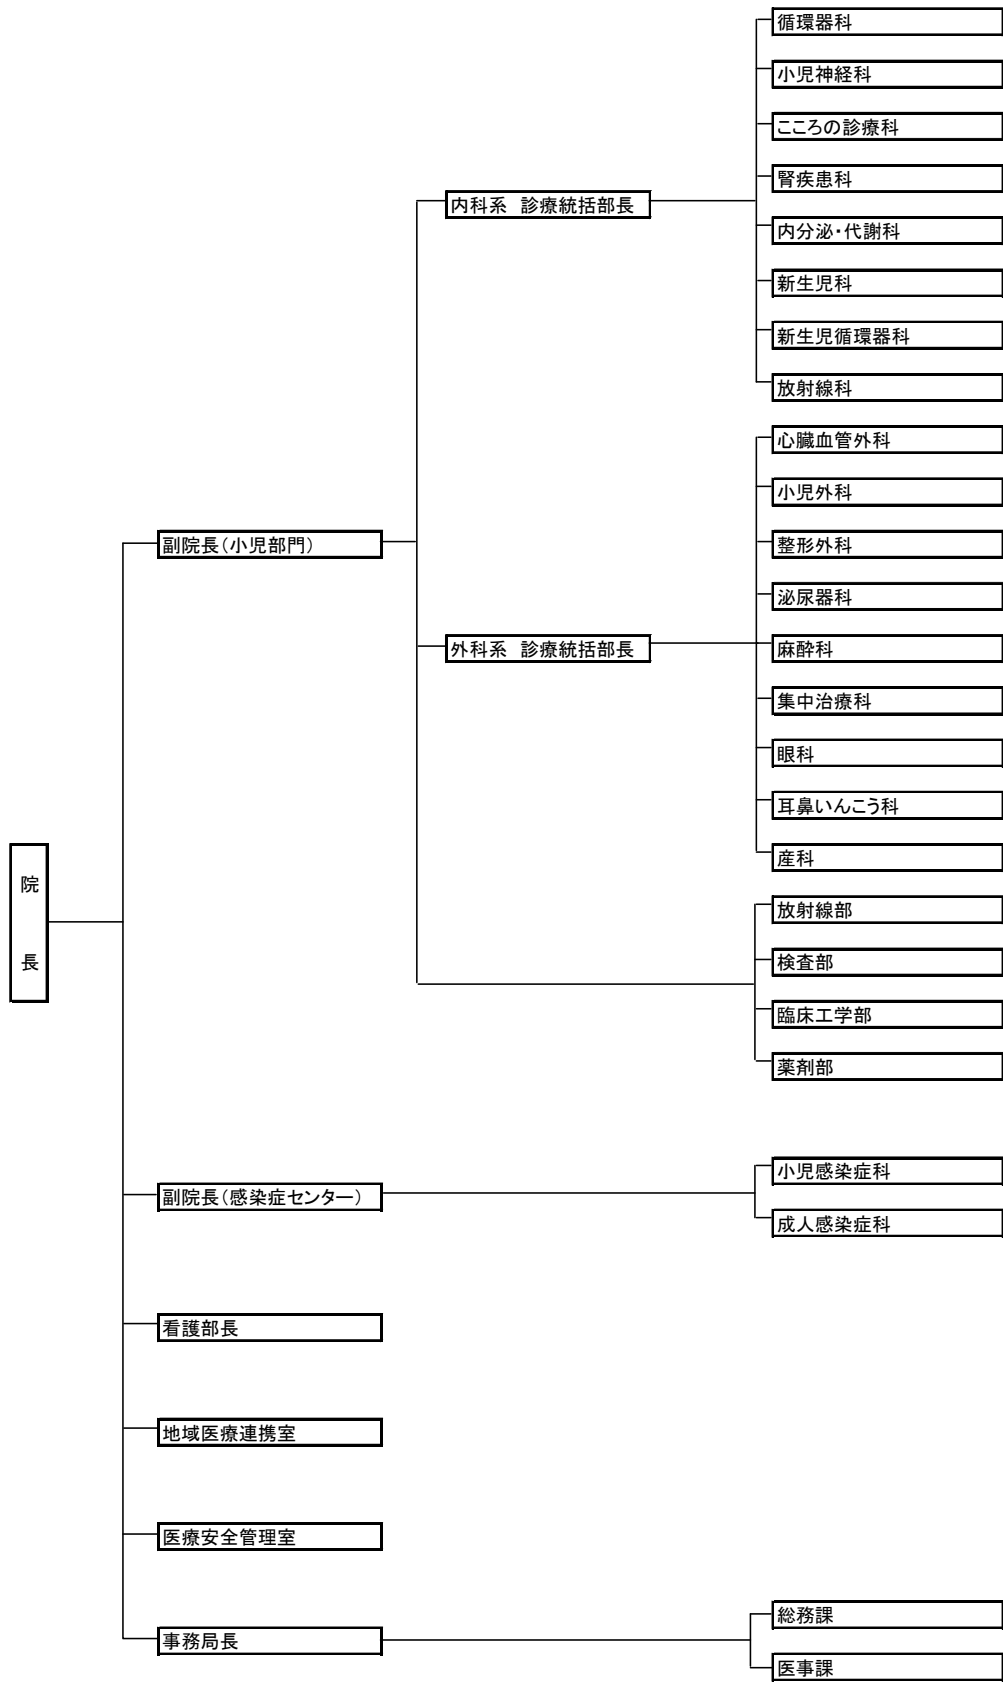 院長
副院長(小児部門)
内科系 診療統括部長
循環器科
小児神経科
こころの診療科
腎疾患科
内分泌・代謝科
新生児科
新生児循環器科
放射線科
外科系 診療統括部長
心臓血管外科
小児外科
整形外科
泌尿器科
麻酔科
集中治療科
眼科
耳鼻いんこう科
産科
放射線部
検査部
臨床工学部
薬剤部
副院長(感染症センター)
小児感染症科
成人感染症科
看護部長
地域医療連携室
医療安全管理室
事務局長
総務課
医事課